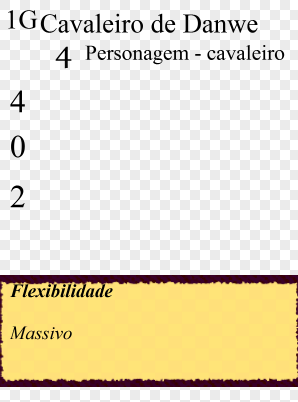 1G Cavaleiro de Danwe
4 Personagem - cavaleiro
4
0
2
Flexibilidade
Massivo